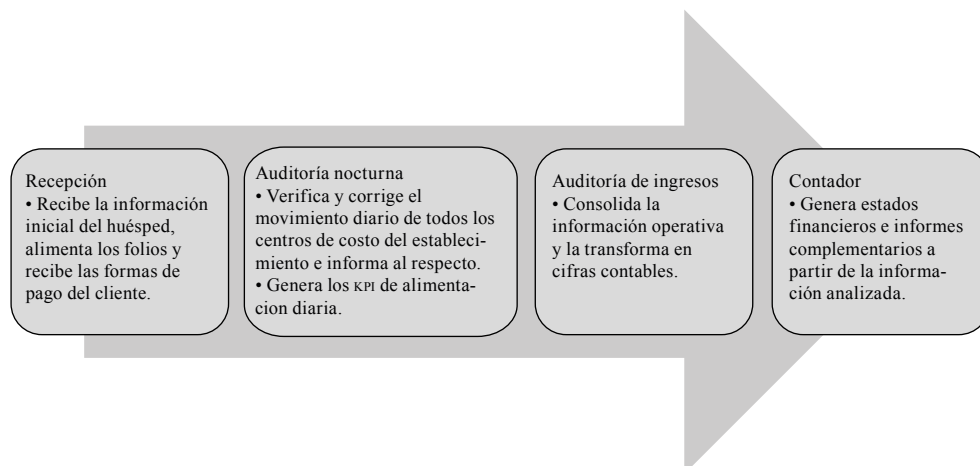 Recepción
• Recibe la información
inicial del huésped,
alimenta los folios y
recibe las formas de
pago del cliente.
Auditoría nocturna
• Verifica y corrige el
movimiento diario de todos los
centros de costo del estableci-
miento e informa al respecto.
• Genera los KPI de alimenta-
cion diaria.
Auditoría de ingresos
• Consolida la
información operativa
y la transforma en
cifras contables.
Contador
• Genera estados
financieros e informes
complementarios a
partir de la informa-
ción analizada.